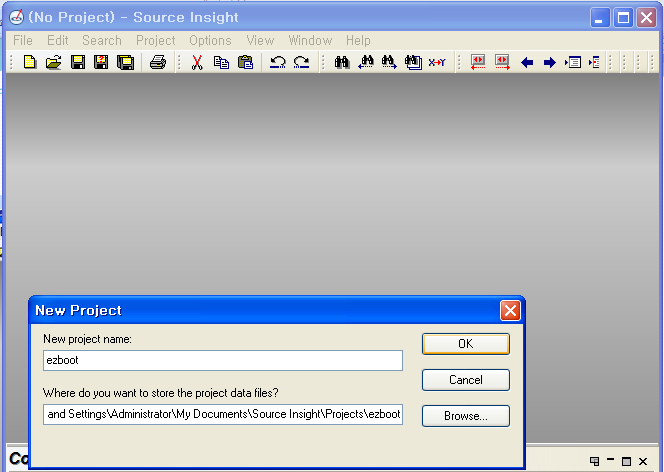 (No Project) - Source Insight
File Edit Search Project Options View Window Help
X→Y
New Project
New project name:
ezboot
OK
Where do you want to store the project data files?
Cancel
and Settings\Administrator\My Documents\Source Insight\Projects\ezboot
Browse...
Co